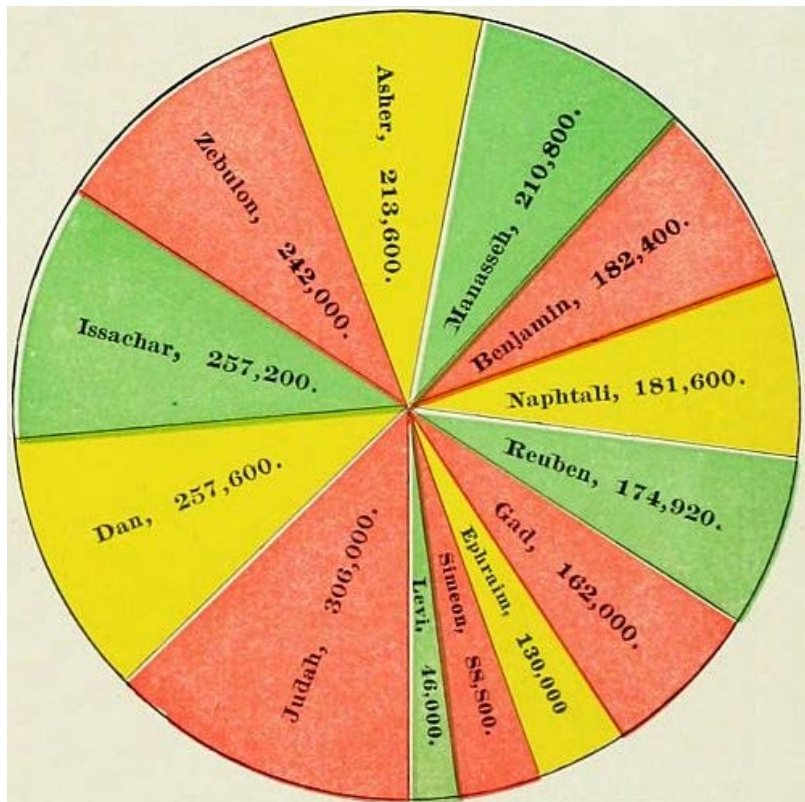 Asher, 213,600.
Manasseh, 210,800.
Benjamin, 182,400.
Naphtali, 181,600.
Reuben, 174,920.
Gad, 162,000.
Ephraim, 130,000
Simeon, 88,800.
Levi, 46,000.
Judah, 306,000.
Dan, 257,600.
Issachar, 257,200.
Zebulon, 242,000.